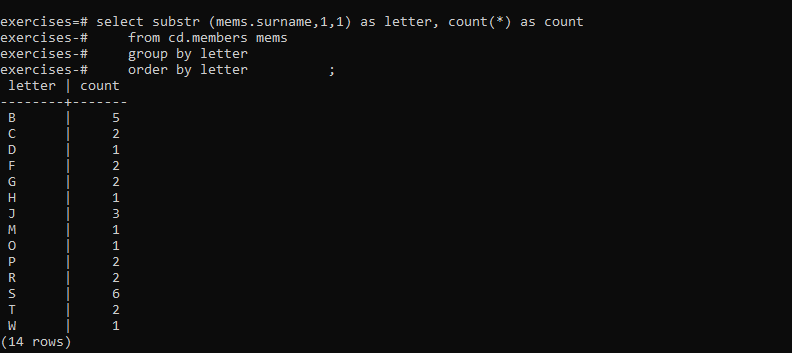 exercises=# select substr (mems.surname,1,1) as letter, count(*) as count
exercises-#     from cd.members mems
exercises-#     group by letter
exercises-#     order by letter          ;
 letter | count
--------+-------
 B      |     5
 C      |     2
 D      |     1
 F      |     2
 G      |     2
 H      |     1
 J      |     3
 M      |     1
 O      |     1
 P      |     2
 R      |     2
 S      |     6
 T      |     2
 W      |     1
(14 rows)